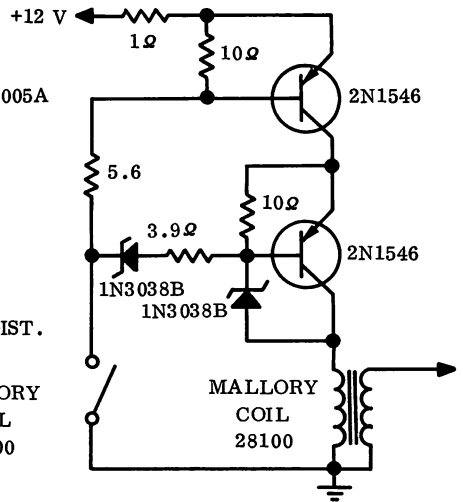 +12 V
1Ω
10Ω
005A
2N1546
5.6
10Ω
3.9Ω
2N1546
1N3038B
1N3038B
IST.
ORY
L
00
MALLORY
COIL
28100